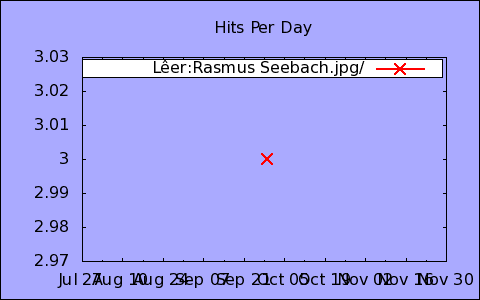 Hits Per Day
3.03
Lêer:Rasmus Seebach.jpg/
3.02
3.01
3
2.99
2.98
2.97
Jul 27 Aug 10 Aug 24 Sep 07 Sep 21 Oct 05 Oct 19 Nov 02 Nov 16 Nov 30